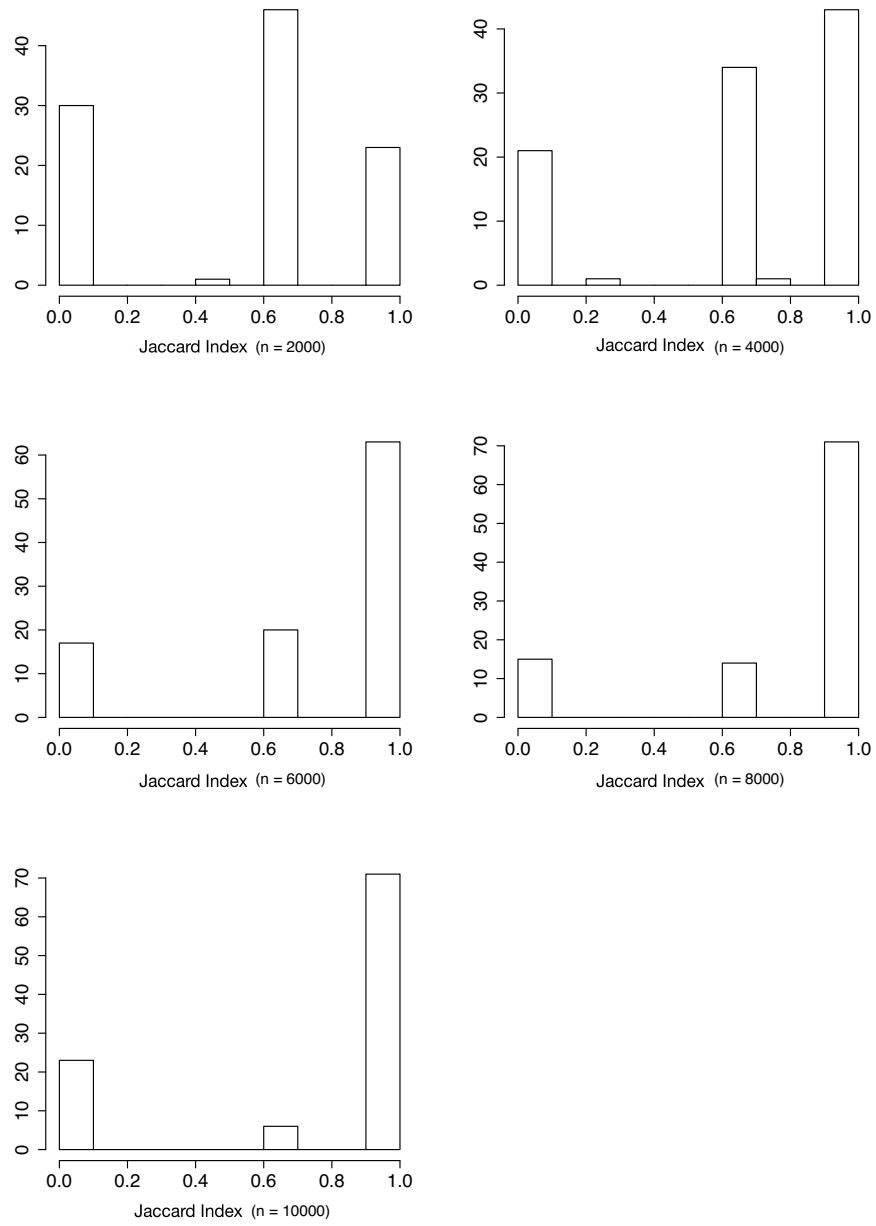 0 10 20 30 40
0.0 0.2 0.4 0.6 0.8 1.0
Jaccard Index (n = 2000)
0 10 20 30 40
0.0 0.2 0.4 0.6 0.8 1.0
Jaccard Index (n = 4000)
0 10 20 30 40 50 60
0.0 0.2 0.4 0.6 0.8 1.0
Jaccard Index (n = 6000)
0 10 20 30 40 50 60 70
0.0 0.2 0.4 0.6 0.8 1.0
Jaccard Index (n = 8000)
0 10 20 30 40 50 60 70
0.0 0.2 0.4 0.6 0.8 1.0
Jaccard Index (n = 10000)